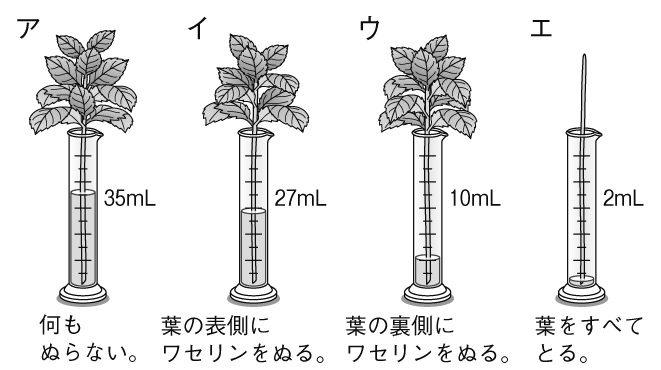 ア イ ウ エ
35mL 27mL 10mL 2mL
何も
ぬらない。
葉の表側に
ワセリンをぬる。
葉の裏側に
ワセリンをぬる。
葉をすべて
とる。